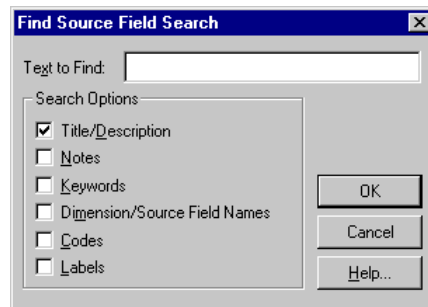 Find Source Field Search
Text to Find:
Search Options
Title/Description
Notes
Keywords
Dimension/Source Field Names
Codes
Labels
OK
Cancel
Help...